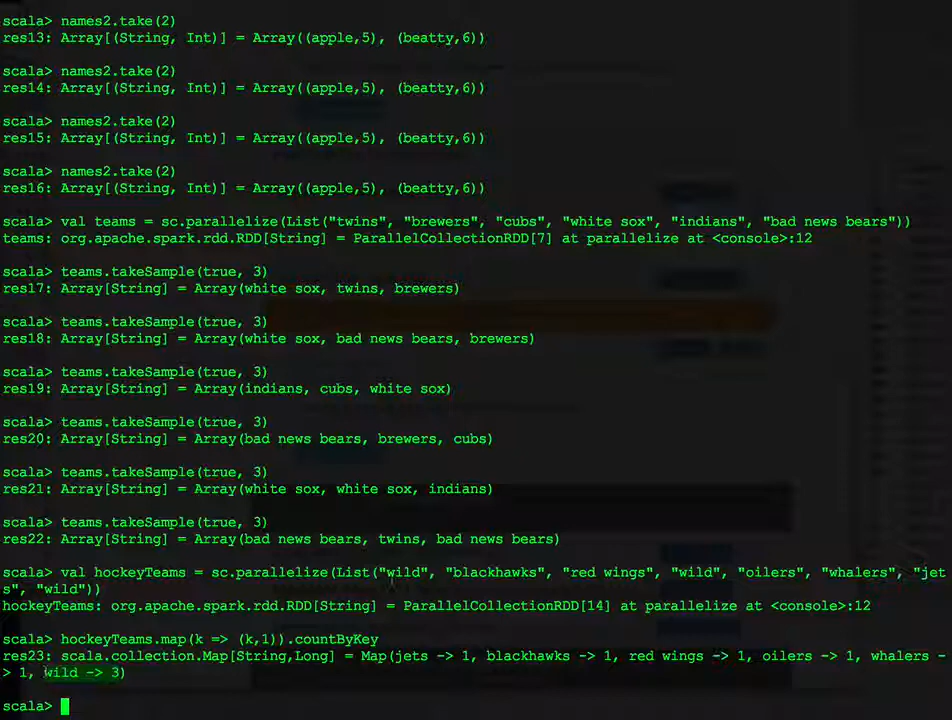 scala> names2.take(2)
res13: Array[(String, Int)] = Array((apple,5), (beatty,6))
scala> names2.take(2)
res14: Array[(String, Int)] = Array((apple,5), (beatty,6))
scala> names2.take(2)
res15: Array[(String, Int)] = Array((apple,5), (beatty,6))
scala> names2.take(2)
res16: Array[(String, Int)] = Array((apple,5), (beatty,6))
scala> val teams = sc.parallelize(List("twins", "brewers", "cubs", "white sox", "indians", "bad news bears"))
teams: org.apache.spark.rdd.RDD[String] = ParallelCollectionRDD[7] at parallelize at <console>:12
scala> teams.takeSample(true, 3)
res17: Array[String] = Array(white sox, twins, brewers)
scala> teams.takeSample(true, 3)
res18: Array[String] = Array(white sox, bad news bears, brewers)
scala> teams.takeSample(true, 3)
res19: Array[String] = Array(indians, cubs, white sox)
scala> teams.takeSample(true, 3)
res20: Array[String] = Array(bad news bears, brewers, cubs)
scala> teams.takeSample(true, 3)
res21: Array[String] = Array(white sox, white sox, indians)
scala> teams.takeSample(true, 3)
res22: Array[String] = Array(bad news bears, twins, bad news bears)
scala> val hockeyTeams = sc.parallelize(List("wild", "blackhawks", "red wings", "wild", "oilers", "whalers", "jet
s", "wild"))
hockeyTeams: org.apache.spark.rdd.RDD[String] = ParallelCollectionRDD[14] at parallelize at <console>:12
scala> hockeyTeams.map(k => (k,1)).countByKey
res23: scala.collection.Map[String,Long] = Map(jets -> 1, blackhawks -> 1, red wings -> 1, oilers -> 1, whalers -
> 1, wild -> 3)
scala>